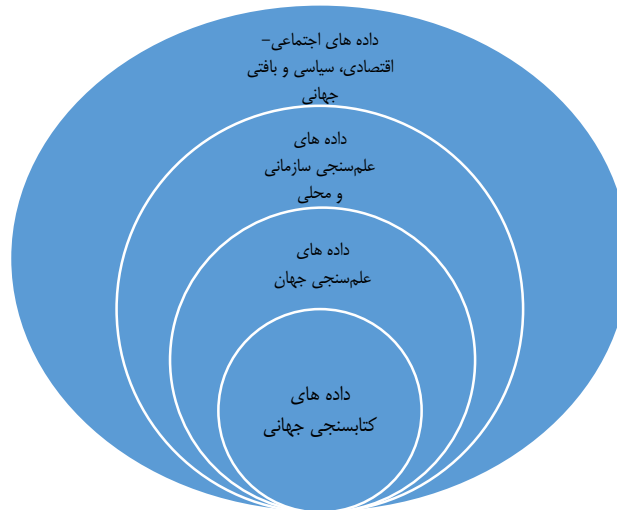 داده های اجتماعی-
اقتصادی، سیاسی و بافتی
جهانی
داده های
علم‌سنجی سازمانی
و محلی
داده های
علم‌سنجی جهان
داده های
کتابسنجی جهانی